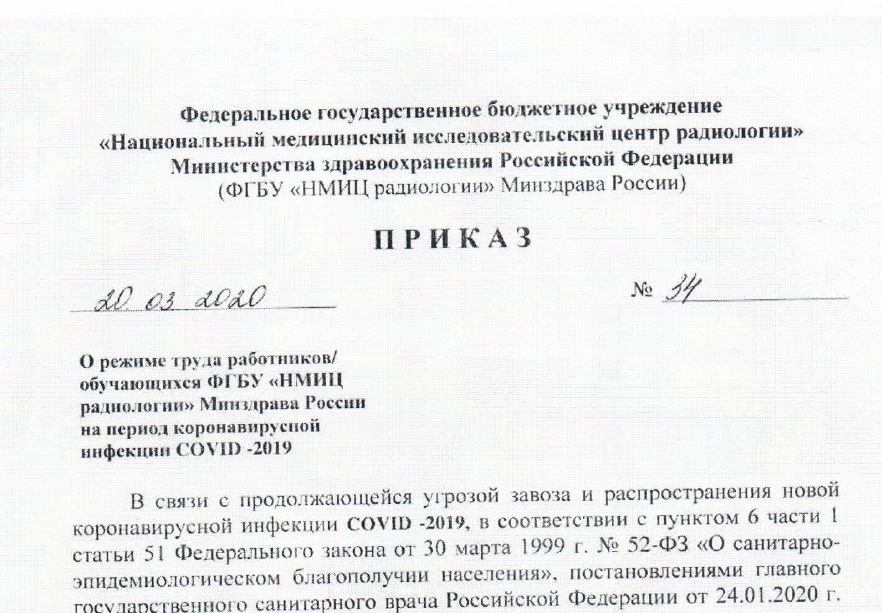 Федеральное государственное бюджетное учреждение
«Национальный медицинский исследовательский центр радиологии»
Министерства здравоохранения Российской Федерации
(ФГБУ «НМИЦ радиологии» Минздрава России)
П Р И К А З
20. 03 2020
№ 34
О режиме труда работников/
обучающихся ФГБУ «НМИЦ
радиологии» Минздрава России
на период коронавирусной
инфекции COVID -2019
В связи с продолжающейся угрозой завоза и распространения новой
коронавирусной инфекции COVID -2019, в соответствии с пунктом 6 части 1
статьи 51 Федерального закона от 30 марта 1999 г. № 52-ФЗ «О санитарно-
эпидемиологическом благополучии населения», постановлениями главного
государственного санитарного врача Российской Федерации от 24.01.2020 г.